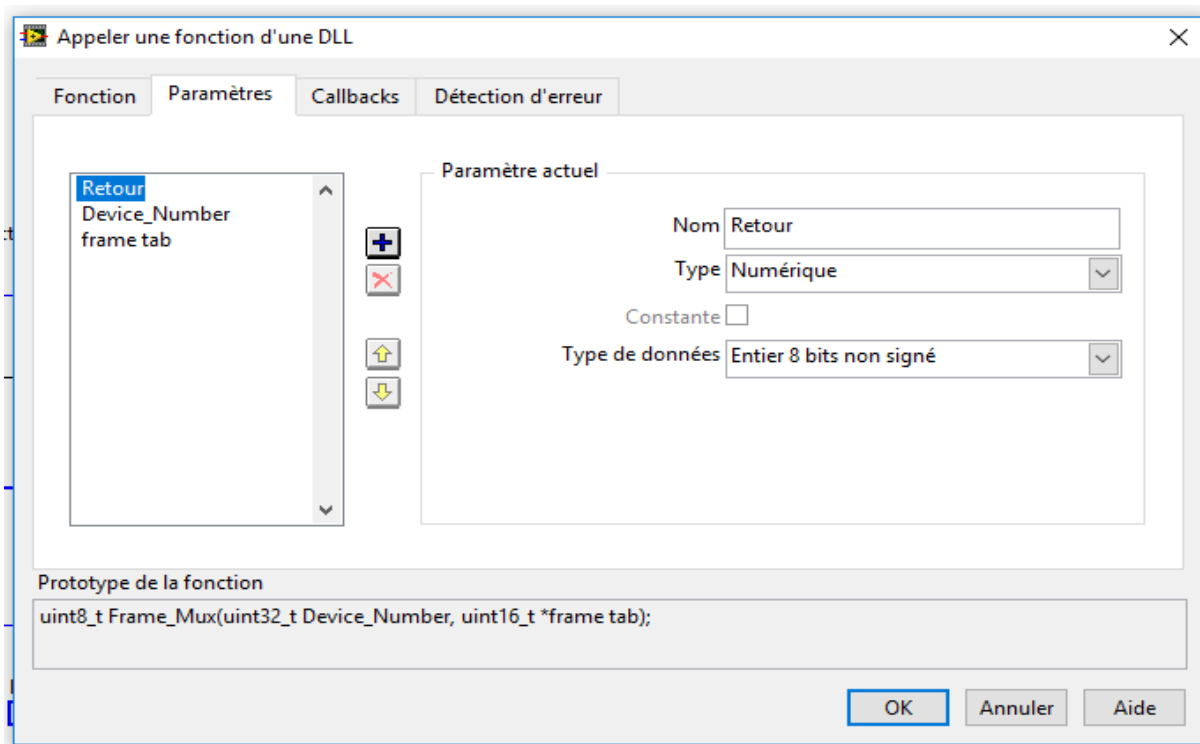 Appeler une fonction d'une DLL
Fonction Paramètres Callbacks Détection d'erreur
Retour
Device_Number
frame tab
Paramètre actuel
Nom Retour
Type Numérique
Constante
Type de données Entier 8 bits non signé
Prototype de la fonction
uint8_t Frame_Mux(uint32_t Device_Number, uint16_t *frame tab);
OK Annuler Aide